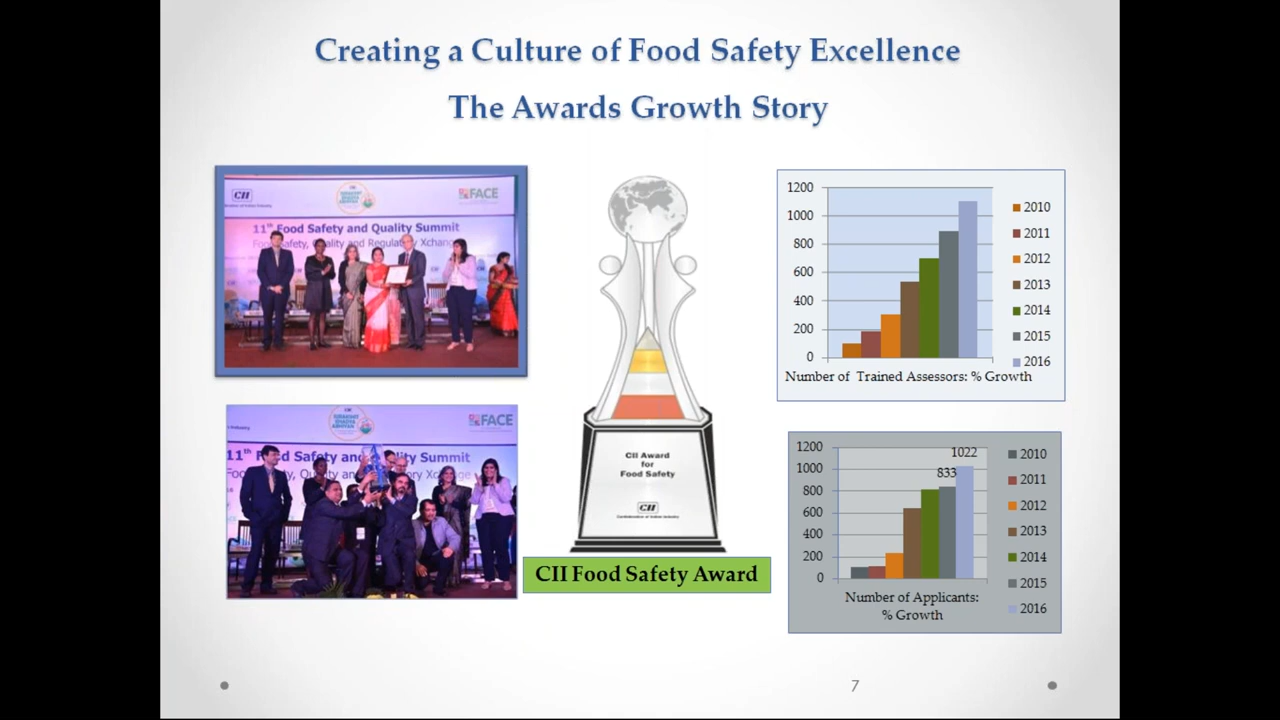 Creating a Culture of Food Safety Excellence
The Awards Growth Story
CII
FACE
11th Food Safety and Quality Summit
Food Safety, Quality and Regulatory Xchange
FACE
11th Food Safety and Quality Summit
CII Award
for
Food Safety
CII
Confederation of Indian Industry
CII Food Safety Award
1200
1000
800
600
400
200
0
2010
2011
2012
2013
2014
2015
2016
Number of Trained Assessors: % Growth
1200
1000
800
600
400
200
0
833
1022
2010
2011
2012
2013
2014
2015
2016
Number of Applicants:
% Growth
7